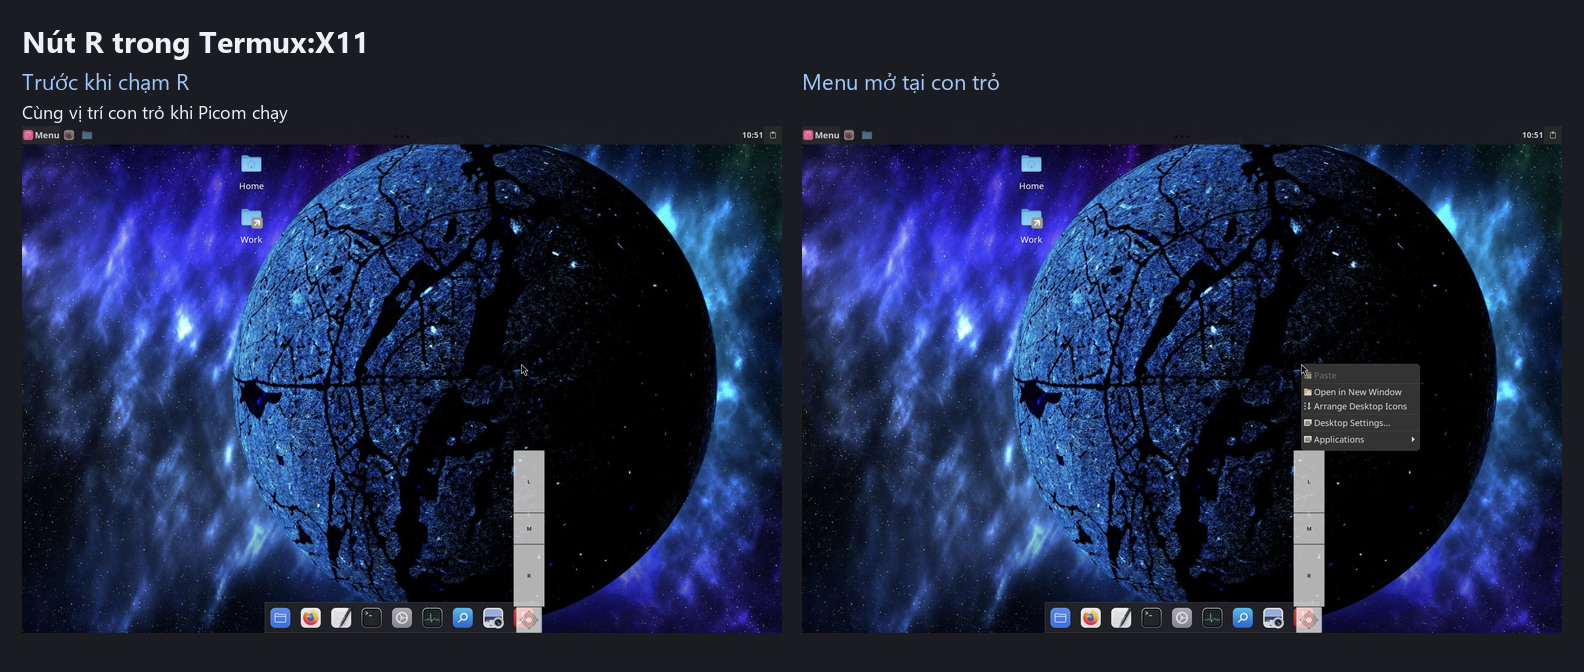 Nút R trong Termux:X11
Trước khi chạm R
Cùng vị trí con trỏ khi Picom chạy
Menu
10:51
Home
Work
L
M
R
Menu mở tại con trỏ
Menu
10:51
Home
Work
Paste
Open in New Window
Arrange Desktop Icons
Desktop Settings...
Applications
L
M
R